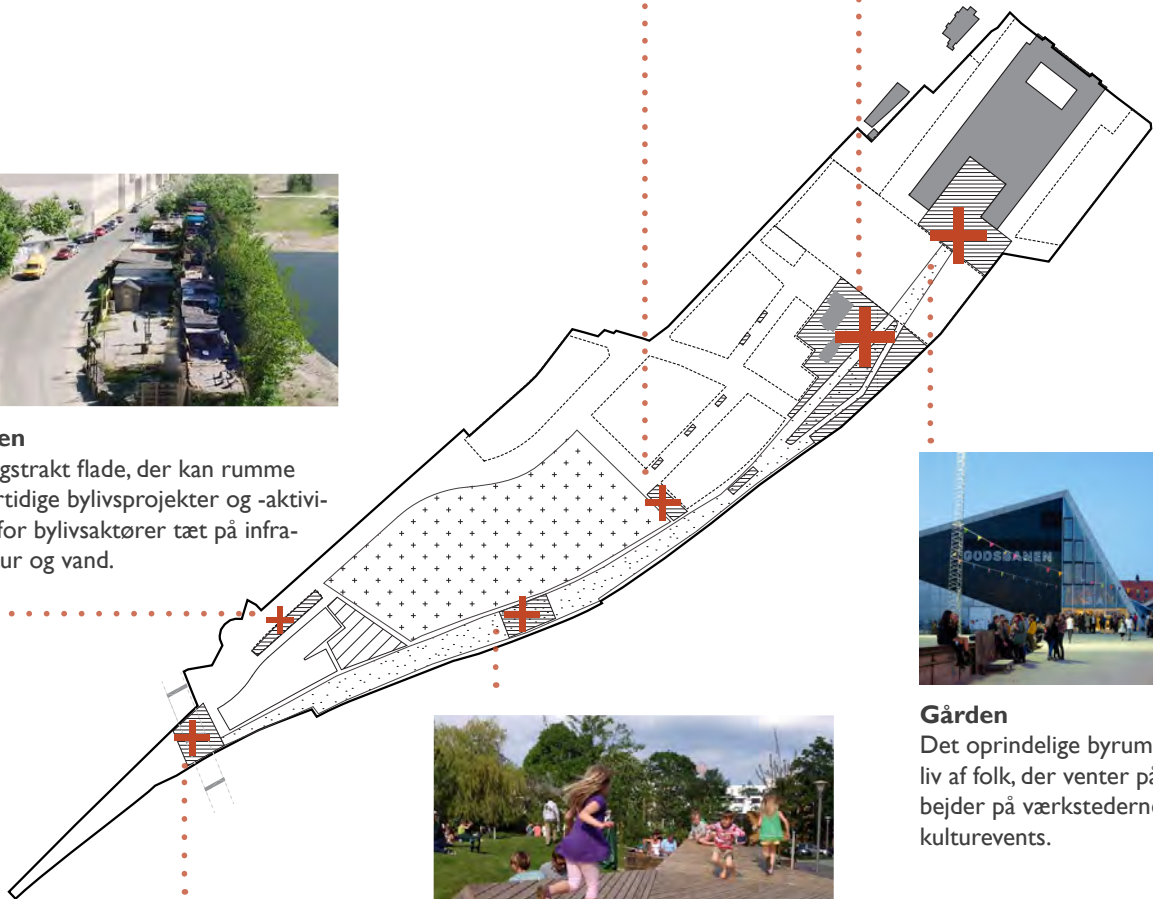 en
gstrakt flade, der kan rumme
rtidige bylivsprojekter og -aktivi-
for bylivsaktører tæt på infra-
ur og vand.
GODSBANEN
Gården
Det oprindelige byrum
liv af folk, der venter på
bejder på værkstederne
kulturevents.